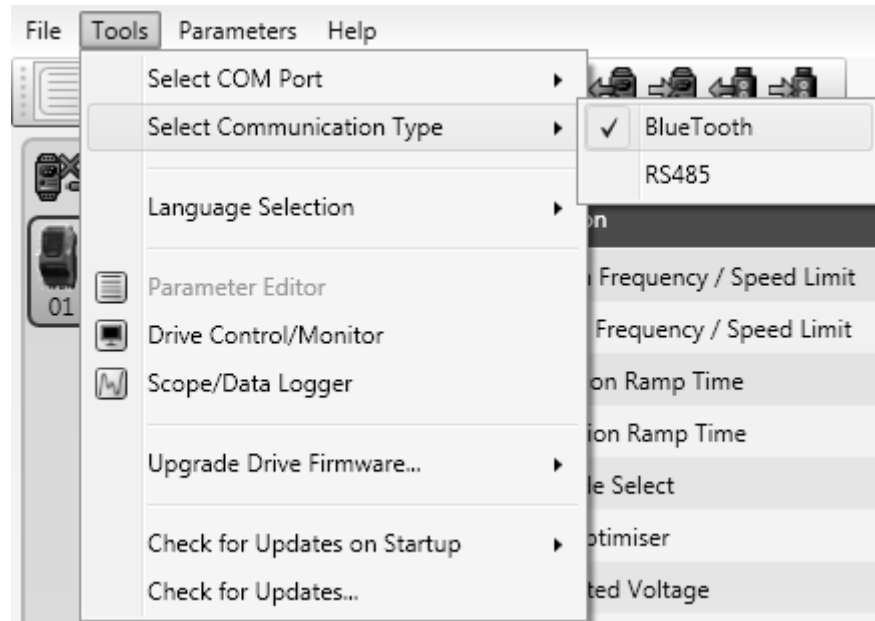 File Tools Parameters Help
Select COM Port
Select Communication Type
BlueTooth
RS485
Language Selection
on
01
Parameter Editor
Frequency / Speed Limit
Drive Control/Monitor
Frequency / Speed Limit
Scope/Data Logger
on Ramp Time
ion Ramp Time
Upgrade Drive Firmware...
le Select
Check for Updates on Startup
ptimiser
Check for Updates...
ted Voltage